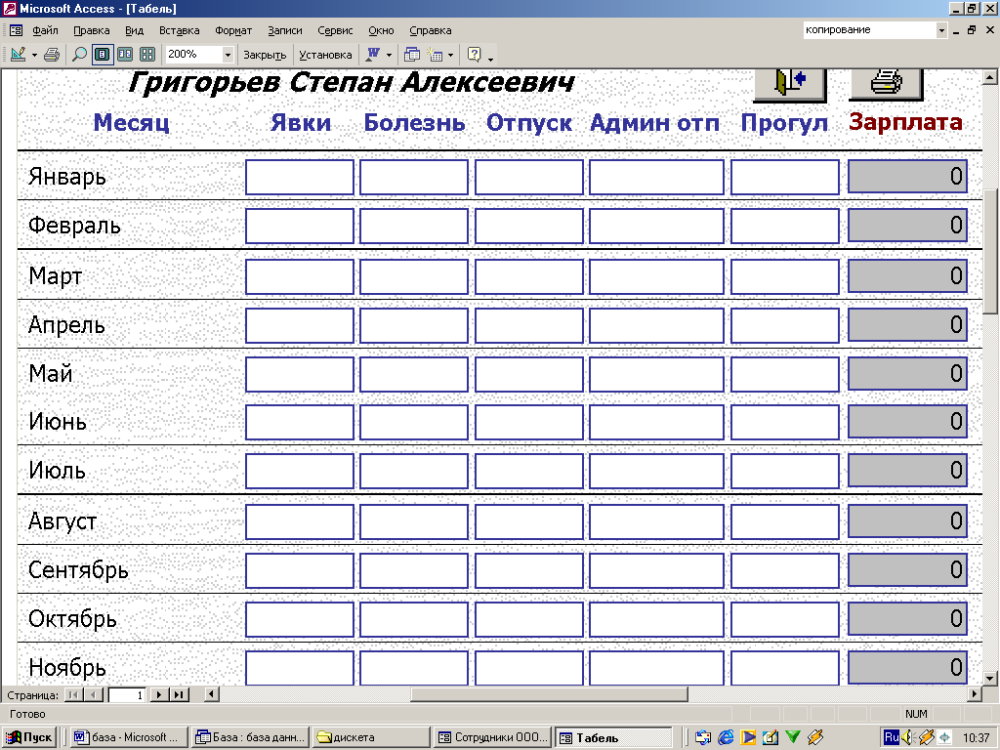 Microsoft Access - [Табель]
Файл Правка Вид Вставка Формат Записи Сервис Окно Справка копирование
200% Закрыть Установка
Григорьев Степан Алексеевич
Месяц Явки Болезнь Отпуск Админ отп Прогул Зарплата
Январь 0
Февраль 0
Март 0
Апрель 0
Май 0
Июнь 0
Июль 0
Август 0
Сентябрь 0
Октябрь 0
Ноябрь 0
Страница: 1
Готово NUM
Пуск база - Microsoft ... База : база данн... дискета Сотрудники ООО... Табель Ru 10:37